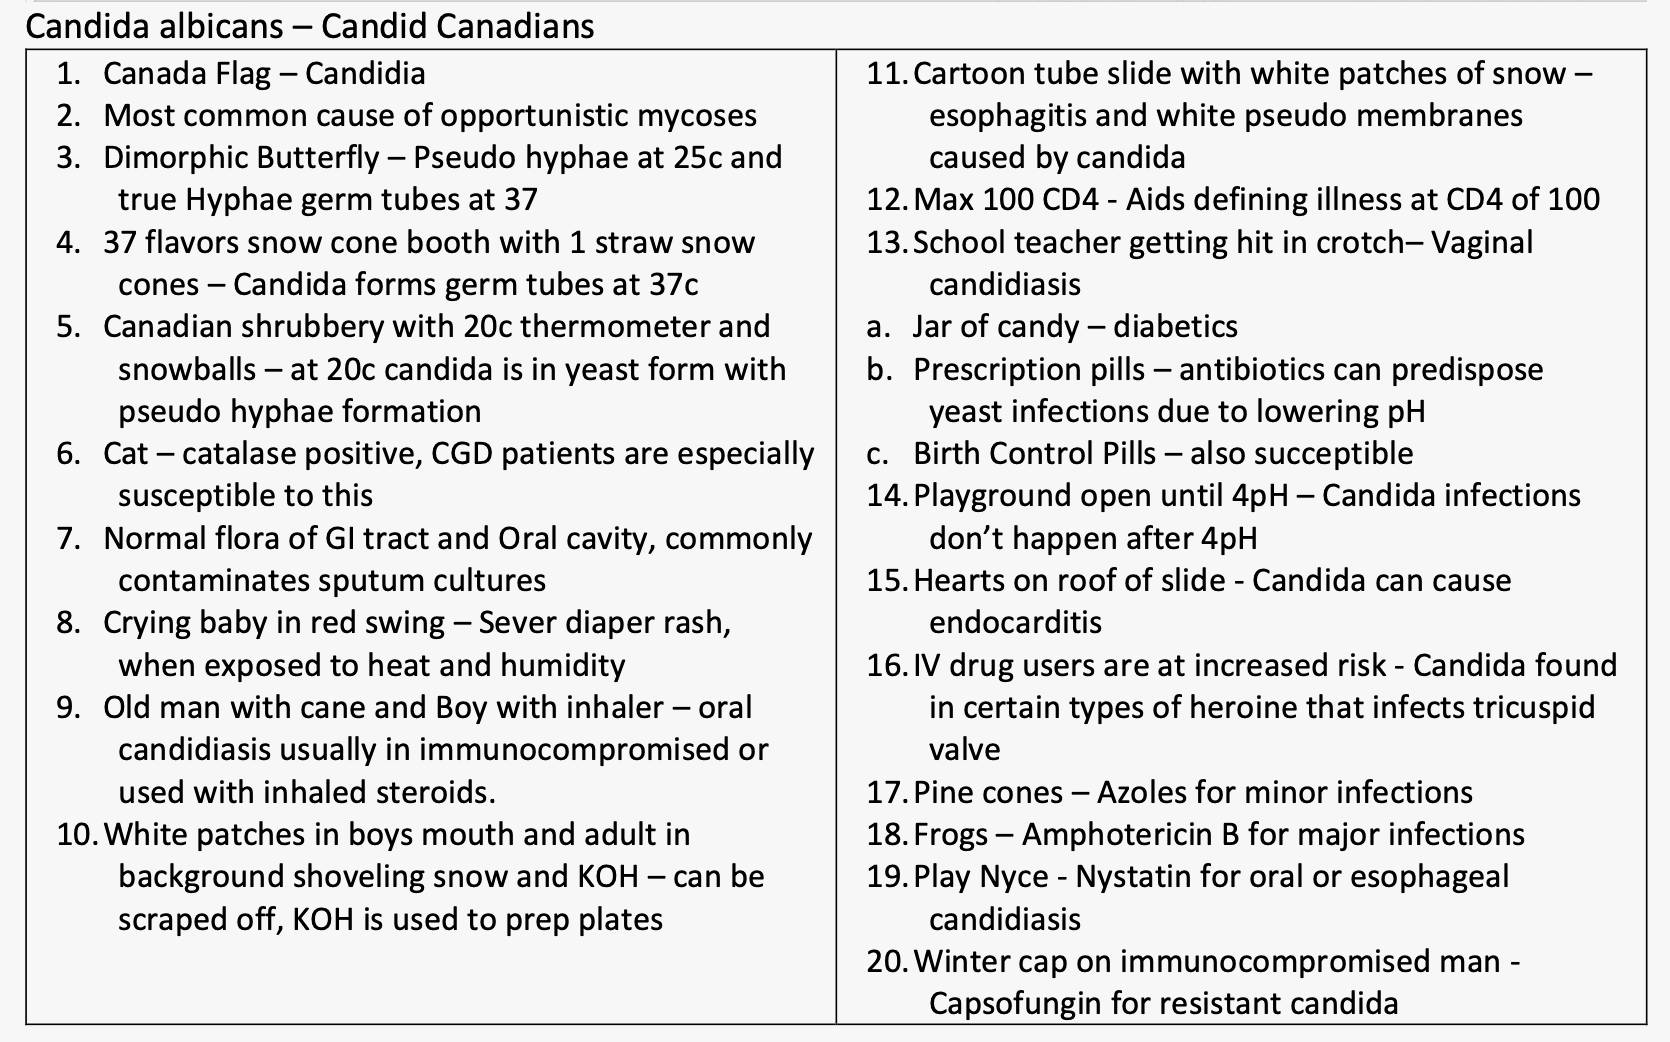 Candida albicans – Candid Canadians
1. Canada Flag – Candidia
2. Most common cause of opportunistic mycoses
3. Dimorphic Butterfly – Pseudo hyphae at 25c and
true Hyphae germ tubes at 37
4. 37 flavors snow cone booth with 1 straw snow
cones – Candida forms germ tubes at 37c
5. Canadian shrubbery with 20c thermometer and
snowballs – at 20c candida is in yeast form with
pseudo hyphae formation
6. Cat – catalase positive, CGD patients are especially
susceptible to this
7. Normal flora of GI tract and Oral cavity, commonly
contaminates sputum cultures
8. Crying baby in red swing – Sever diaper rash,
when exposed to heat and humidity
9. Old man with cane and Boy with inhaler – oral
candidiasis usually in immunocompromised or
used with inhaled steroids.
10. White patches in boys mouth and adult in
background shoveling snow and KOH – can be
scraped off, KOH is used to prep plates
11. Cartoon tube slide with white patches of snow –
esophagitis and white pseudo membranes
caused by candida
12. Max 100 CD4 - Aids defining illness at CD4 of 100
13. School teacher getting hit in crotch– Vaginal
candidiasis
a. Jar of candy – diabetics
b. Prescription pills – antibiotics can predispose
yeast infections due to lowering pH
c. Birth Control Pills – also succeptible
14. Playground open until 4pH – Candida infections
don’t happen after 4pH
15. Hearts on roof of slide - Candida can cause
endocarditis
16. IV drug users are at increased risk - Candida found
in certain types of heroine that infects tricuspid
valve
17. Pine cones – Azoles for minor infections
18. Frogs – Amphotericin B for major infections
19. Play Nyce - Nystatin for oral or esophageal
candidiasis
20. Winter cap on immunocompromised man -
Capsofungin for resistant candida